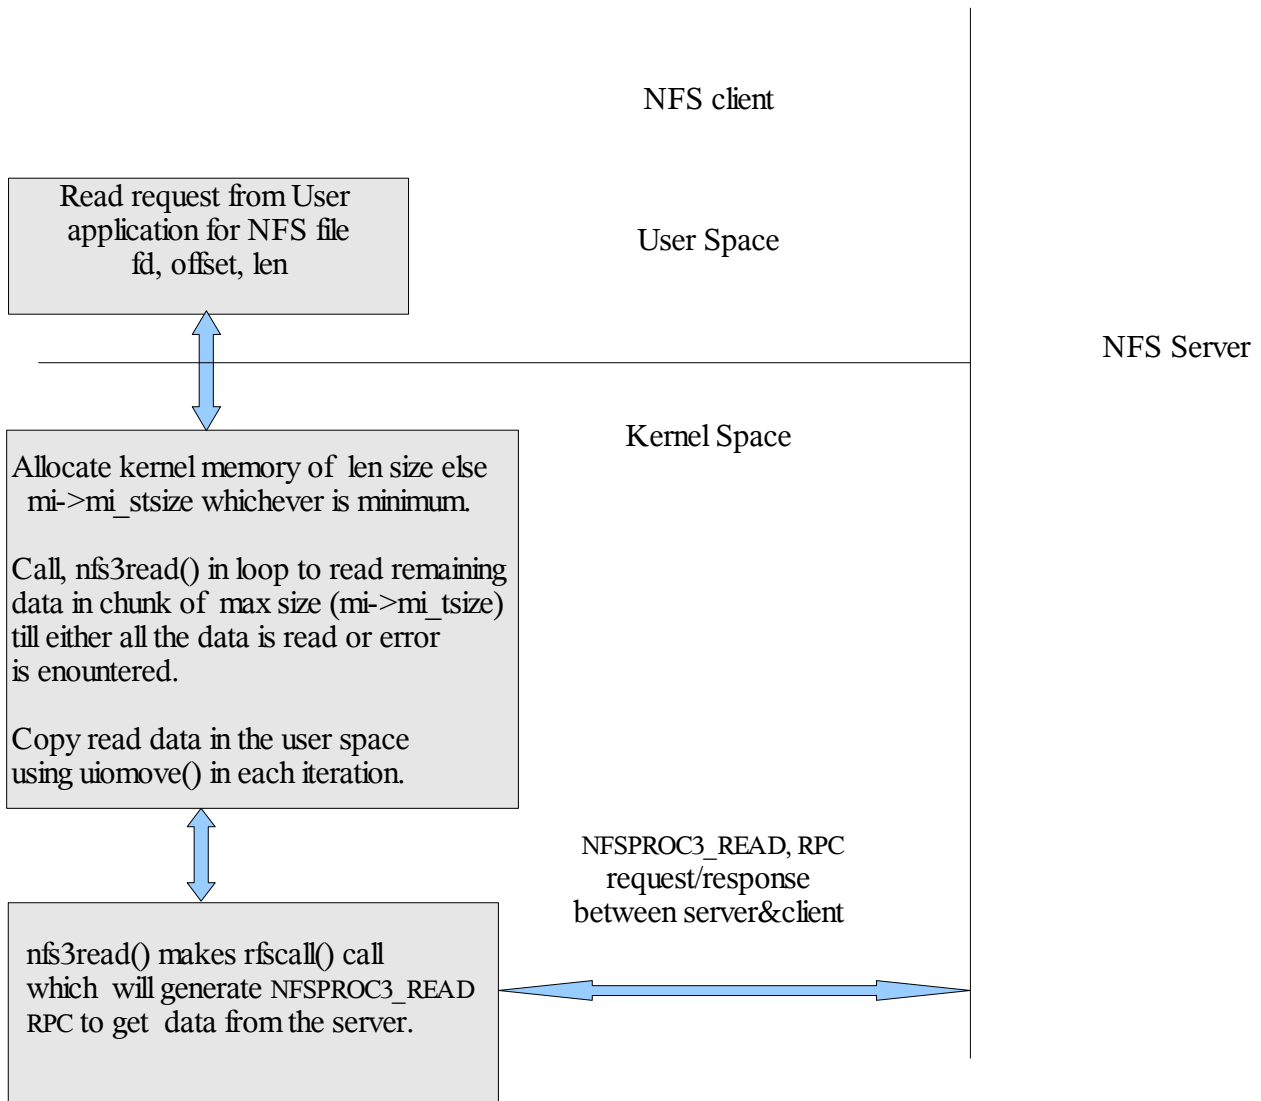 NFS client
Read request from User
application for NFS file
fd, offset, len
User Space
NFS Server
Kernel Space
Allocate kernel memory of len size else
mi->mi_stsize whichever is minimum.
Call, nfs3read() in loop to read remaining
data in chunk of max size (mi->mi_tsize)
till either all the data is read or error
is enountered.
Copy read data in the user space
using uiomove() in each iteration.
NFSPROC3_READ, RPC
request/response
between server&client
nfs3read() makes rfscall() call
which will generate NFSPROC3_READ
RPC to get data from the server.